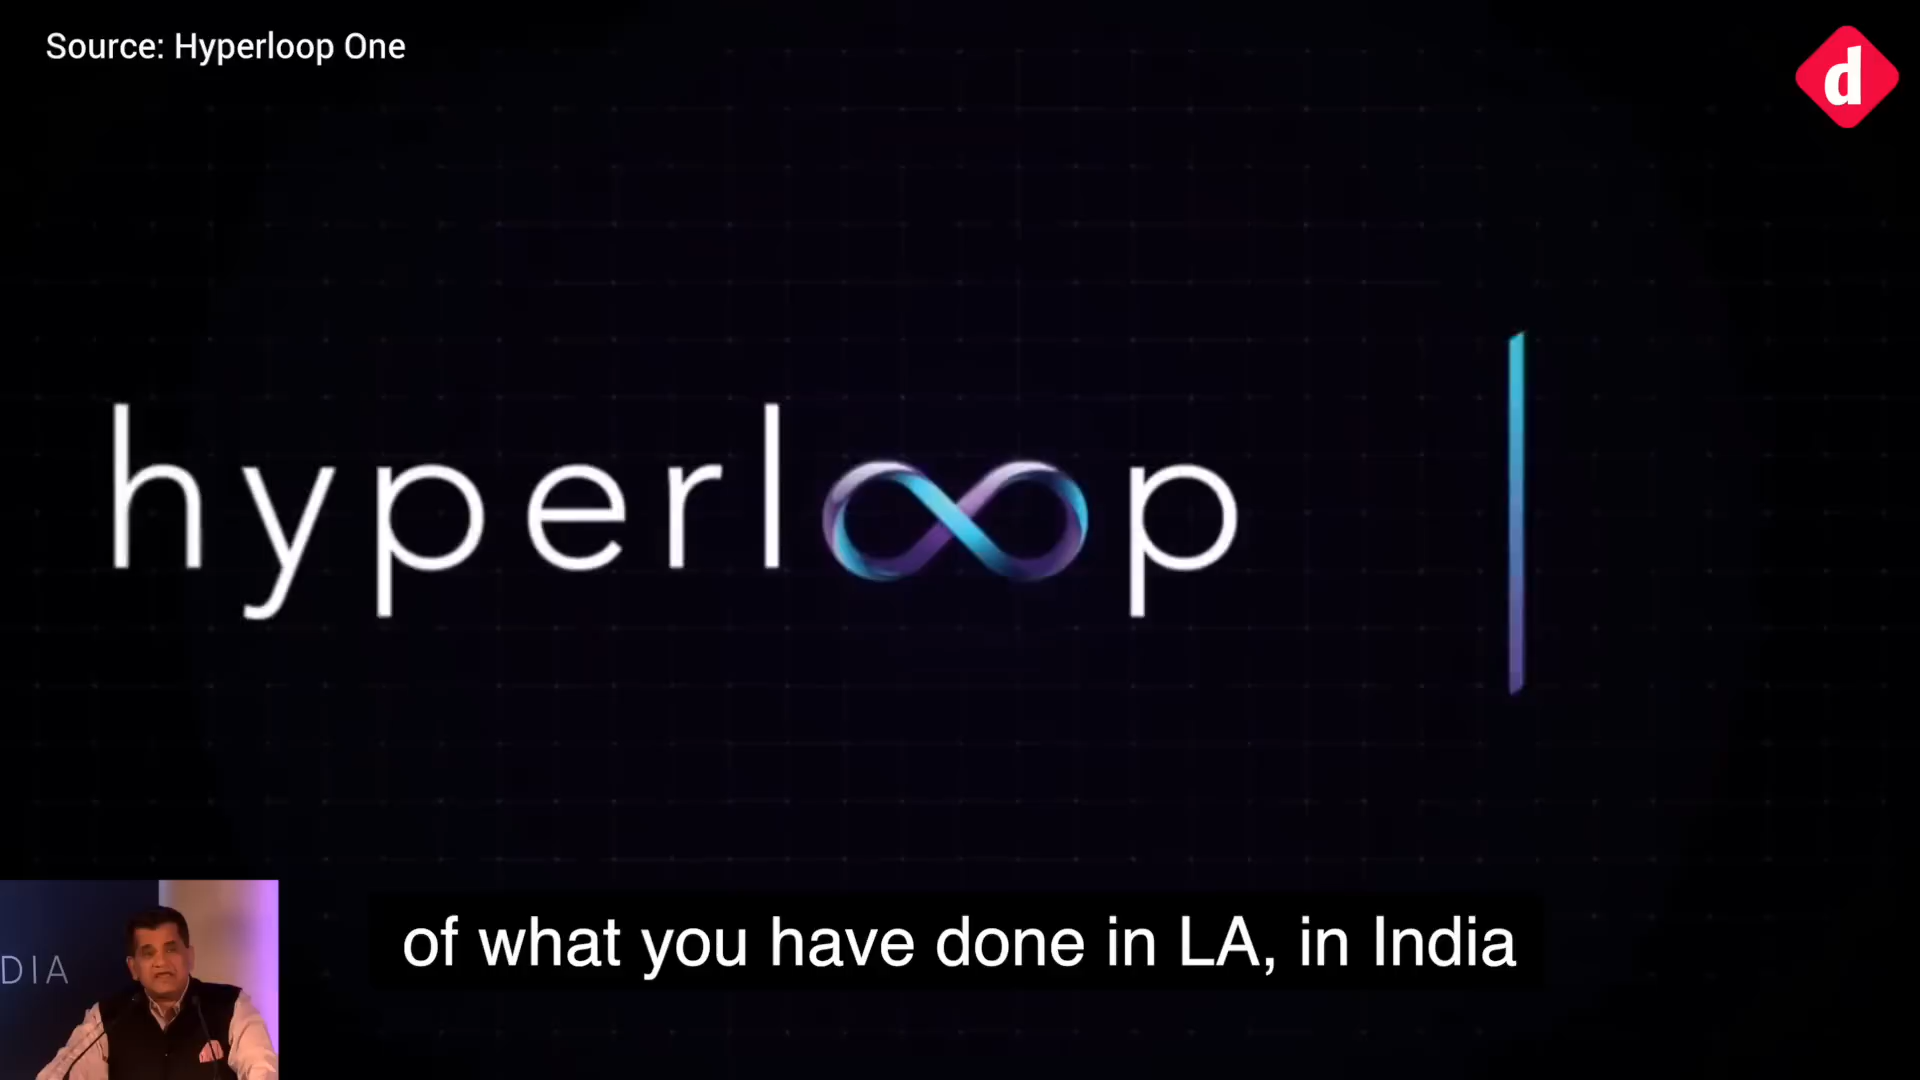 Source: Hyperloop One
d
hyperloop
DIA
of what you have done in LA, in India